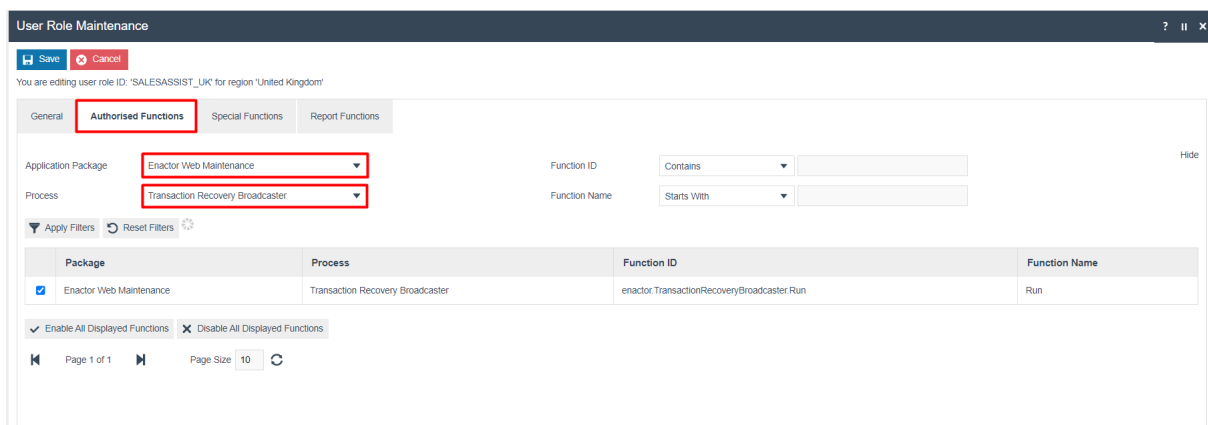 User Role Maintenance
?
Save Cancel
You are editing user role ID: 'SALESASSIST_UK' for region 'United Kingdom'
General Authorised Functions Special Functions Report Functions
Application Package Enactor Web Maintenance Function ID Contains Hide
Process Transaction Recovery Broadcaster Function Name Starts With
Apply Filters Reset Filters
Package Process Function ID Function Name
Enactor Web Maintenance Transaction Recovery Broadcaster enactor.TransactionRecoveryBroadcaster.Run Run
Enable All Displayed Functions Disable All Displayed Functions
Page 1 of 1 Page Size 10